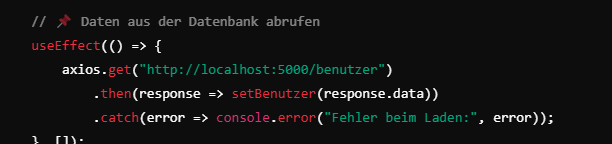 // 📌 Daten aus der Datenbank abrufen
useEffect(() => {
    axios.get("http://localhost:5000/benutzer")
        .then(response => setBenutzer(response.data))
        .catch(error => console.error("Fehler beim Laden:", error));
}, []);